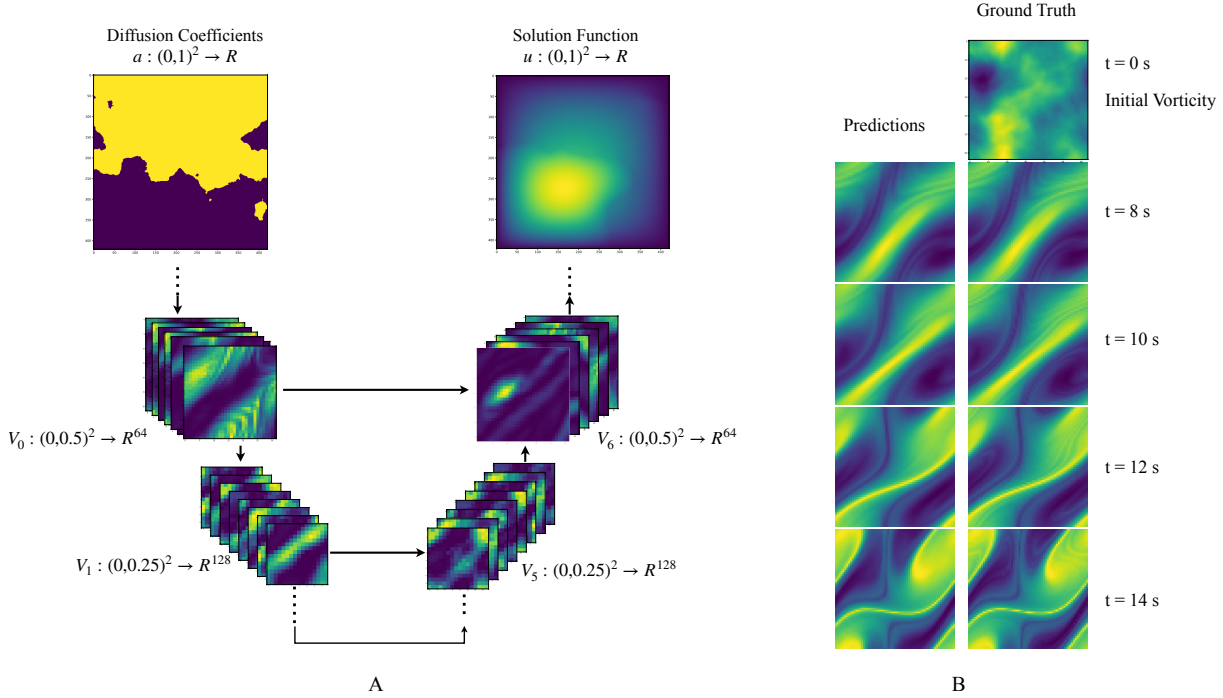 Diffusion Coefficients
a : (0,1)² → R
Solution Function
u : (0,1)² → R
V₀ : (0,0.5)² → R⁶⁴
V₆ : (0,0.5)² → R⁶⁴
V₁ : (0,0.25)² → R¹²⁸
V₅ : (0,0.25)² → R¹²⁸
A
Ground Truth
t = 0 s
Initial Vorticity
Predictions
t = 8 s
t = 10 s
t = 12 s
t = 14 s
B